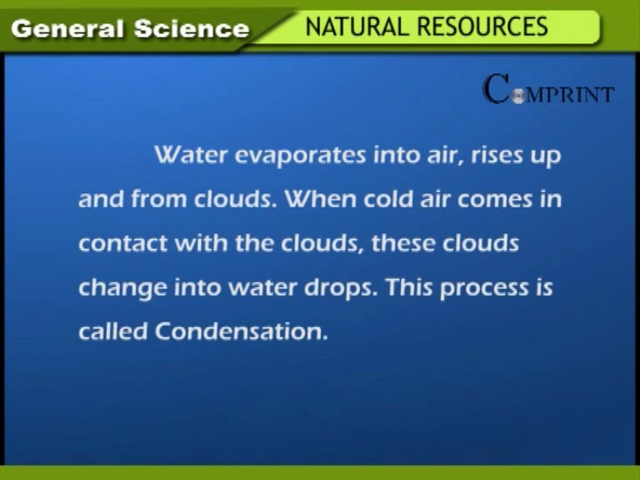 General Science
NATURAL RESOURCES
COMPRINT
Water evaporates into air, rises up
and from clouds. When cold air comes in
contact with the clouds, these clouds
change into water drops. This process is
called Condensation.